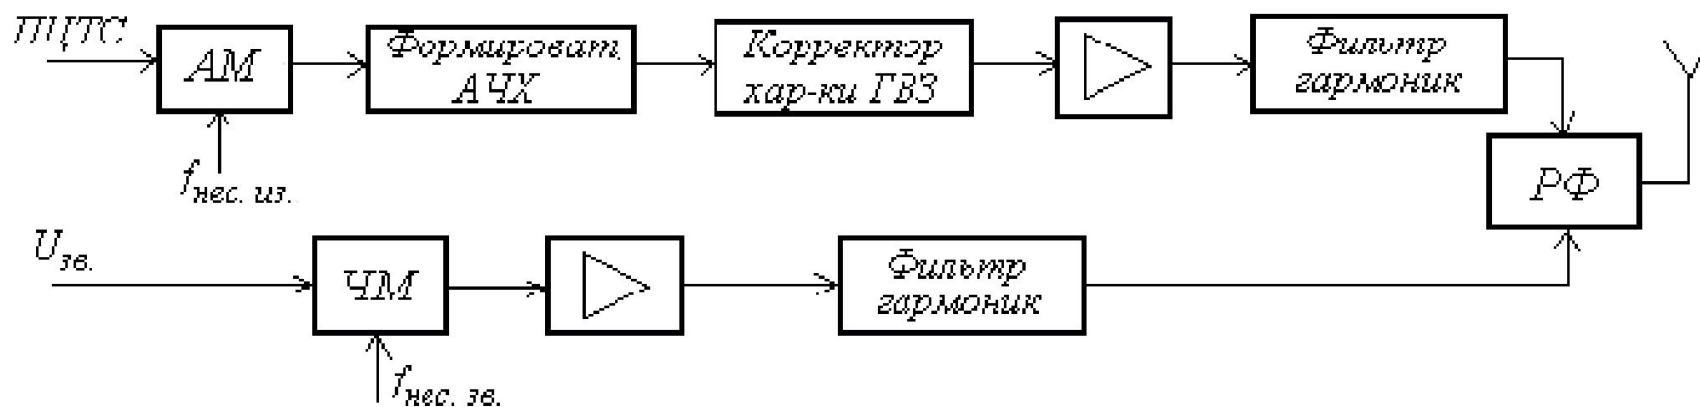 ПЦТС
АМ
Формироват.
АЧХ
Корректор
хар-ки ГВЗ
Фильтр
гармоник
fнес. из.
РФ
Uзв.
ЧМ
Фильтр
гармоник
fнес. зв.